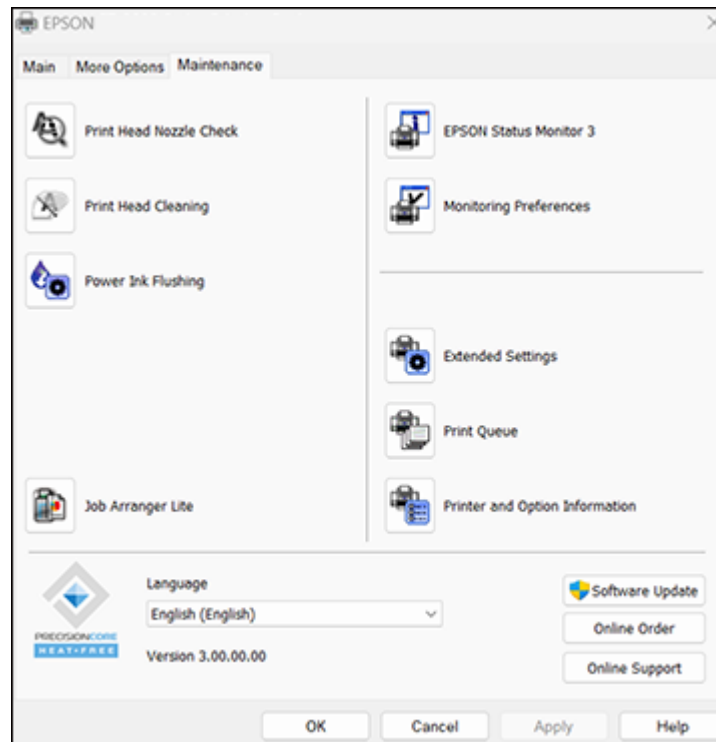 EPSON
Main More Options Maintenance
Print Head Nozzle Check
Print Head Cleaning
Power Ink Flushing
Job Arranger Lite
EPSON Status Monitor 3
Monitoring Preferences
Extended Settings
Print Queue
Printer and Option Information
PRECISIONCORE
HEAT-FREE
Language
English (English)
Version 3.00.00.00
Software Update
Online Order
Online Support
OK Cancel Apply Help